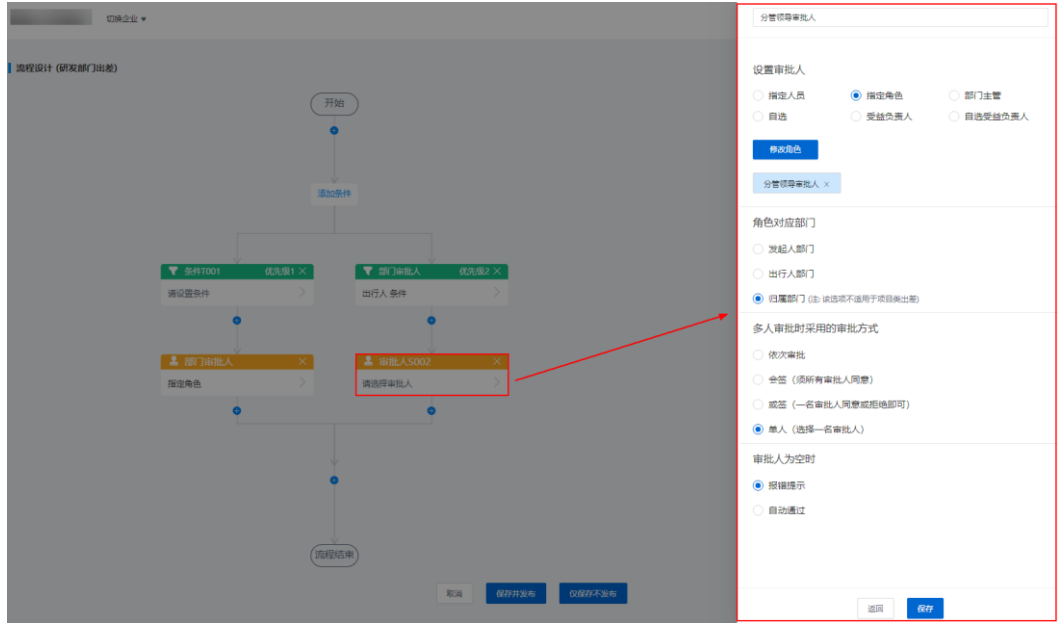 切换企业 ▼
流程设计 (研发部门出差)
开始
添加条件
条件T001 优先级1 ×
请设置条件
部门审批人 优先级2 ×
出行人 条件
部门审批人 ×
指定角色
审批人S002 ×
请选择审批人
流程结束
取消 保存并发布 仅保存不发布
分管领导审批人
设置审批人
指定人员 指定角色 部门主管
自选 受益负责人 自选受益负责人
修改角色
分管领导审批人 ×
角色对应部门
发起人部门
出行人部门
归属部门 (注: 该选项不适用于项目类出差)
多人审批时采用的审批方式
依次审批
会签（须所有审批人同意）
或签（一名审批人同意或拒绝即可）
单人（选择一名审批人）
审批人为空时
报错提示
自动通过
返回 保存